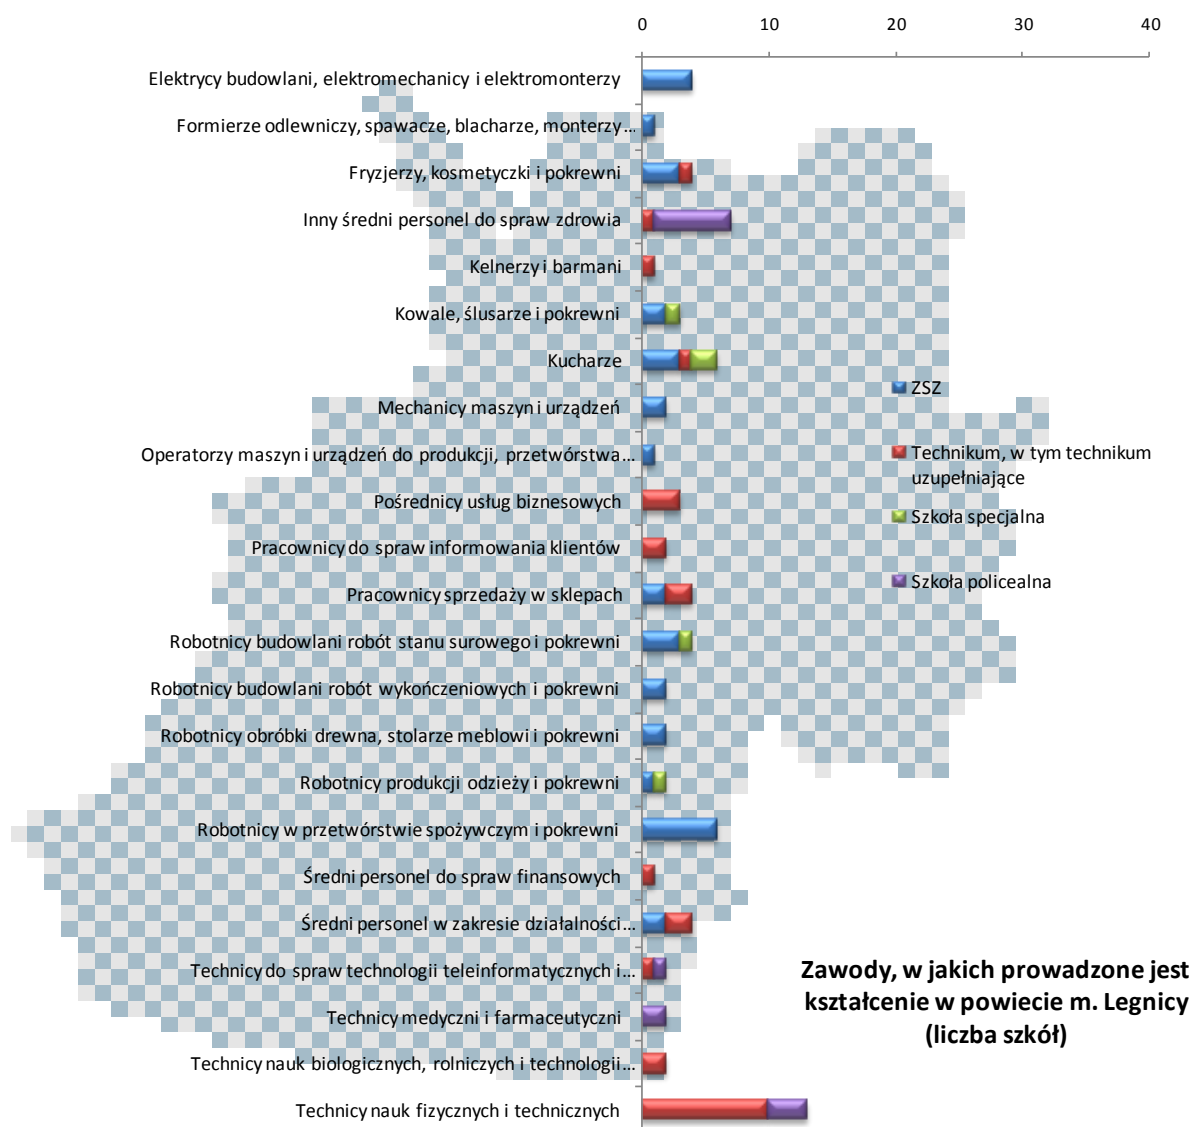 0 10 20 30 40
Elektrycy budowlani, elektromechanicy i elektromonterzy
Formierze odlewniczy, spawacze, blacharze, monterzy…
Fryzjerzy, kosmetyczki i pokrewni
Inny średni personel do spraw zdrowia
Kelnerzy i barmani
Kowale, ślusarze i pokrewni
Kucharze
Mechanicy maszyn i urządzeń
Operatorzy maszyn i urządzeń do produkcji, przetwórstwa…
Pośrednicy usług biznesowych
Pracownicy do spraw informowania klientów
Pracownicy sprzedaży w sklepach
Robotnicy budowlani robót stanu surowego i pokrewni
Robotnicy budowlani robót wykończeniowych i pokrewni
Robotnicy obróbki drewna, stolarze meblowi i pokrewni
Robotnicy produkcji odzieży i pokrewni
Robotnicy w przetwórstwie spożywczym i pokrewni
Średni personel do spraw finansowych
Średni personel w zakresie działalności…
Technicy do spraw technologii teleinformatycznych i…
Technicy medyczni i farmaceutyczni
Technicy nauk biologicznych, rolniczych i technologii…
Technicy nauk fizycznych i technicznych
ZSZ
Technikum, w tym technikum
uzupełniające
Szkoła specjalna
Szkoła policealna
Zawody, w jakich prowadzone jest
kształcenie w powiecie m. Legnicy
(liczba szkół)